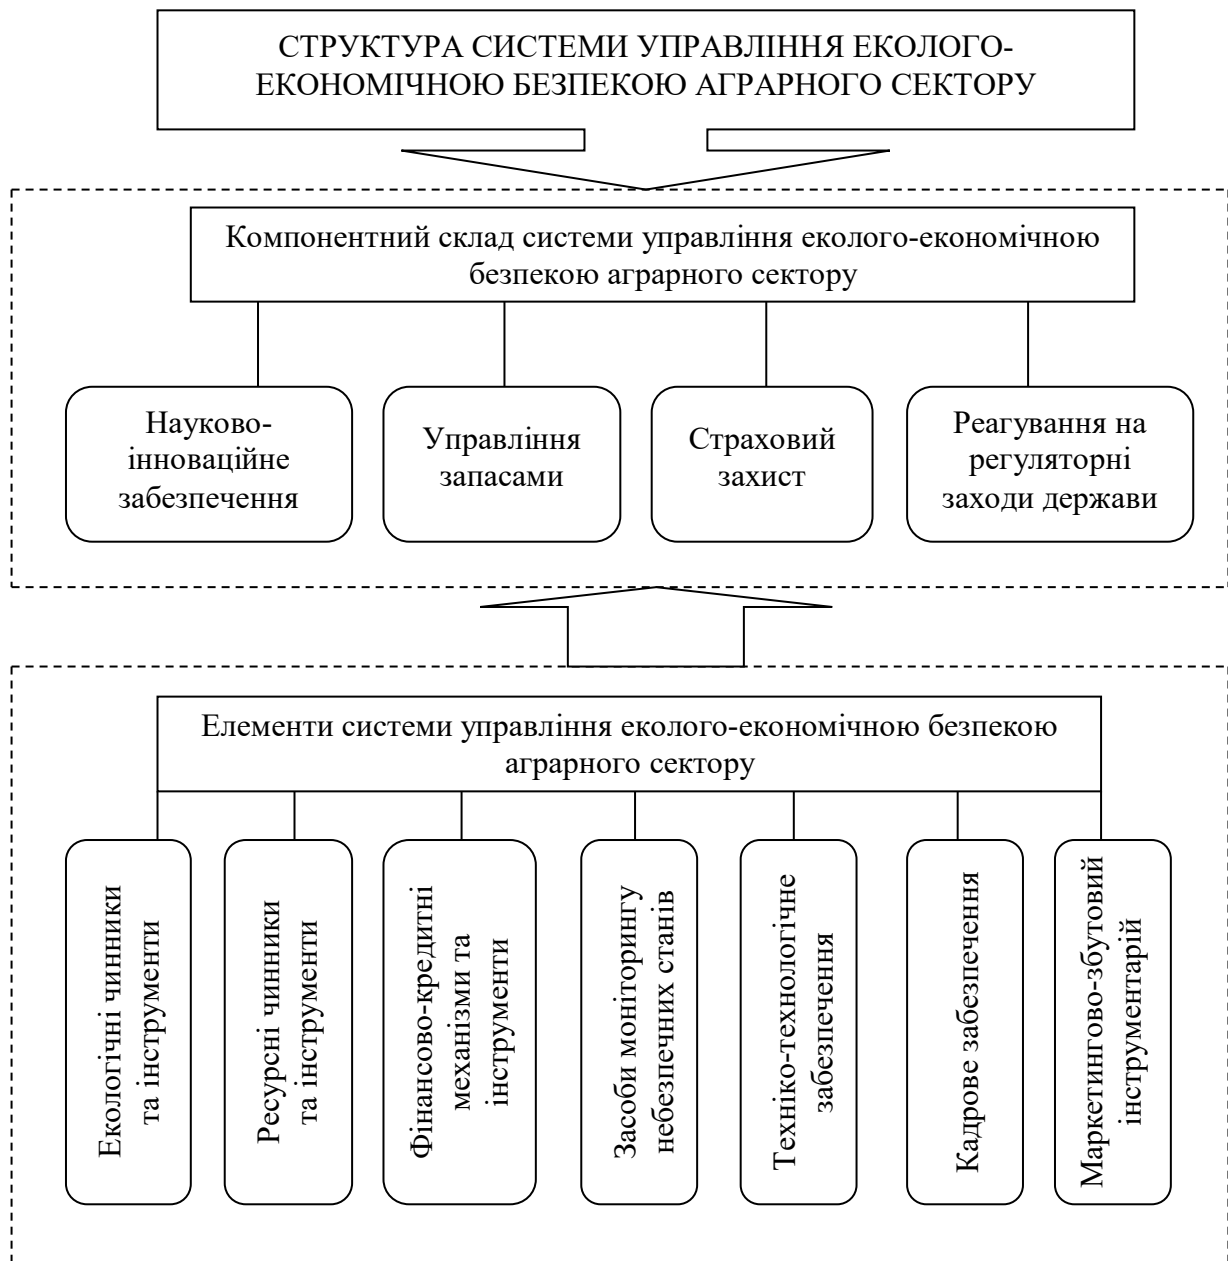 СТРУКТУРА СИСТЕМИ УПРАВЛІННЯ ЕКОЛОГО-
ЕКОНОМІЧНОЮ БЕЗПЕКОЮ АГРАРНОГО СЕКТОРУ
Компонентний склад системи управління еколого-економічною
безпекою аграрного сектору
Науково-
інноваційне
забезпечення
Управління
запасами
Страховий
захист
Реагування на
регуляторні
заходи держави
Елементи системи управління еколого-економічною безпекою
аграрного сектору
Екологічні чинники
та інструменти
Ресурсні чинники
та інструменти
Фінансово-кредитні
механізми та
інструменти
Засоби моніторингу
небезпечних станів
Техніко-технологічне
забезпечення
Кадрове забезпечення
Маркетингово-збутовий
інструментарій